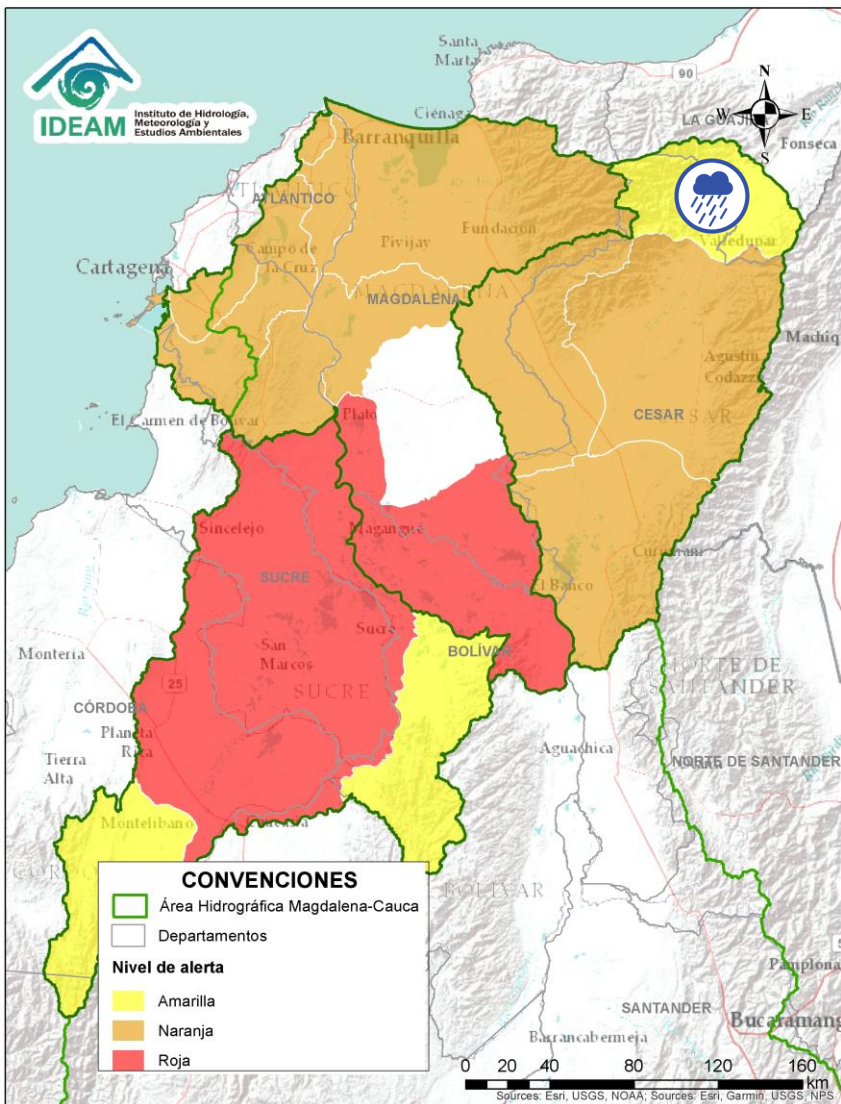 IDEAM
Instituto de Hidrología,
Meteorología y
Estudios Ambientales
Santa
Marta
90
N
W
E
S
LA GUAJI
Ciénaga
Fonseca
Barranquilla
ATLÁNTICO
Fundación
Pivijay
Valledupar
Campo de
la Cruz
Cartagena
MAGDALENA
Machiq
Agustín
Codazzi
CESAR
El Carmen de Bolívar
Plato
Sincelejo
Magangué
SUCRE
El Banco
Sucre
BOLÍVAR
San
Marcos
Montería
SUCRE
NORTE DE
SANTANDER
25
CÓRDOBA
Planeta
Rica
Aguachica
Tierra
Alta
NORTE DE SANTANDER
Montelíbano
Caucasia
BOLÍVAR
CONVENCIONES
Área Hidrográfica Magdalena-Cauca
Departamentos
Nivel de alerta
Amarilla
Naranja
Roja
Pamplona
SANTANDER
Bucaramang
Barrancabermeja
0 20 40 80 120 160
km
Sources: Esri, USGS, NOAA; Sources: Esri, Garmin, USGS, NPS